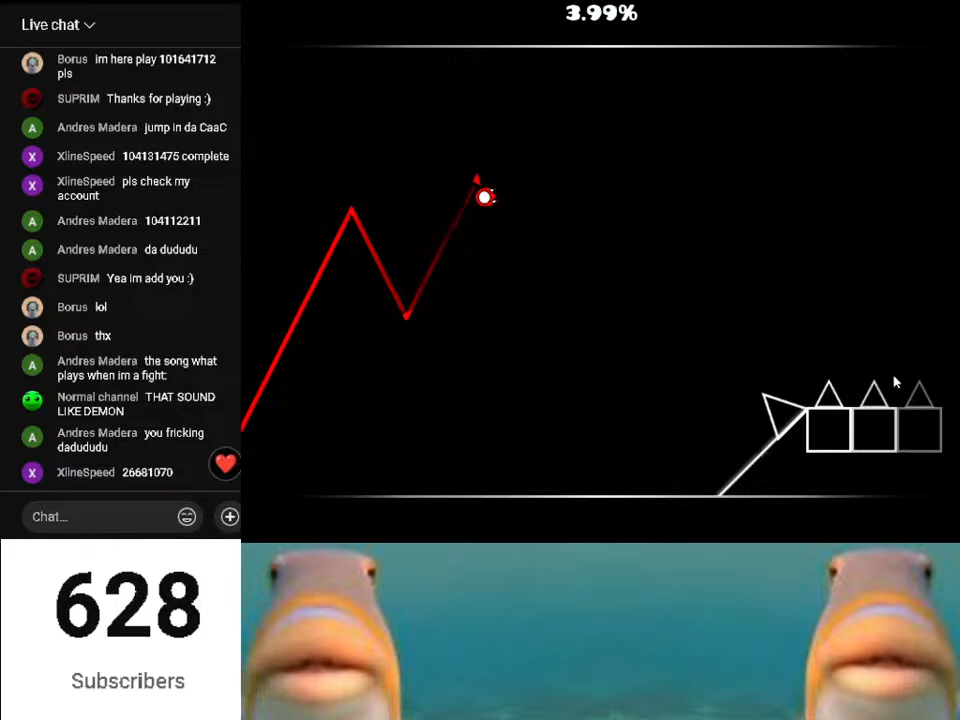 3.99%
Live chat
Borus im here play 101641712
pls
SUPRIM Thanks for playing :)
A Andres Madera jump in da CaaC
X XlineSpeed 104131475 complete
X XlineSpeed pls check my
account
A Andres Madera 104112211
A Andres Madera da dududu
SUPRIM Yea im add you :)
Borus lol
Borus thx
A Andres Madera the song what
plays when im a fight:
Normal channel THAT SOUND
LIKE DEMON
A Andres Madera you fricking
dadududu
X XlineSpeed 26681070
Chat...
628
Subscribers